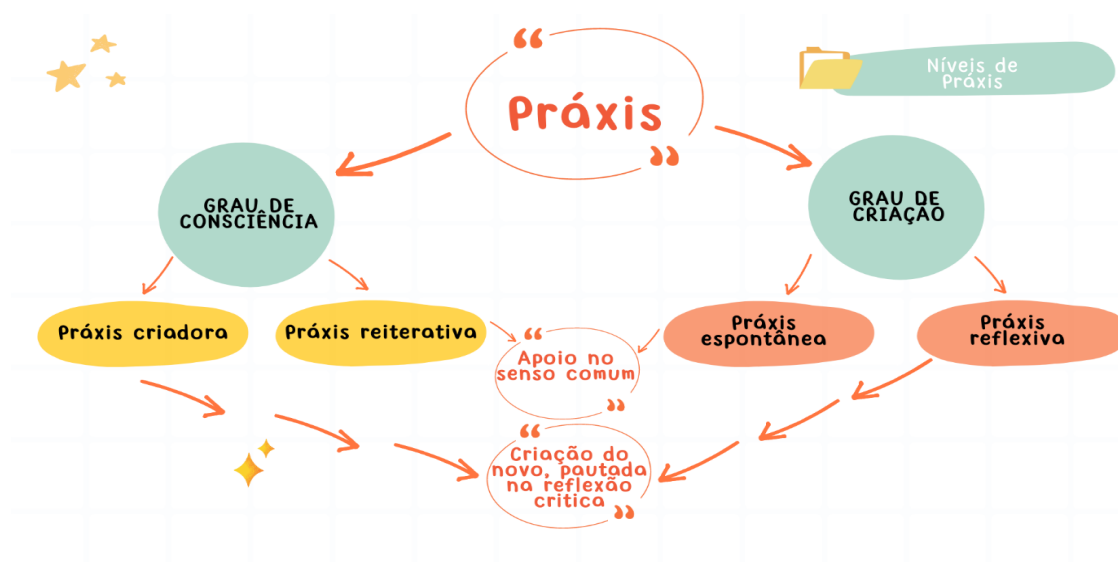 Níveis de
Práxis
Práxis
GRAU DE
CONSCIÊNCIA
GRAU DE
CRIAÇÃO
Práxis criadora
Práxis reiterativa
Práxis
espontânea
Práxis
reflexiva
Apoio no
senso comum
Criação do
novo, pautada
na reflexão
critica